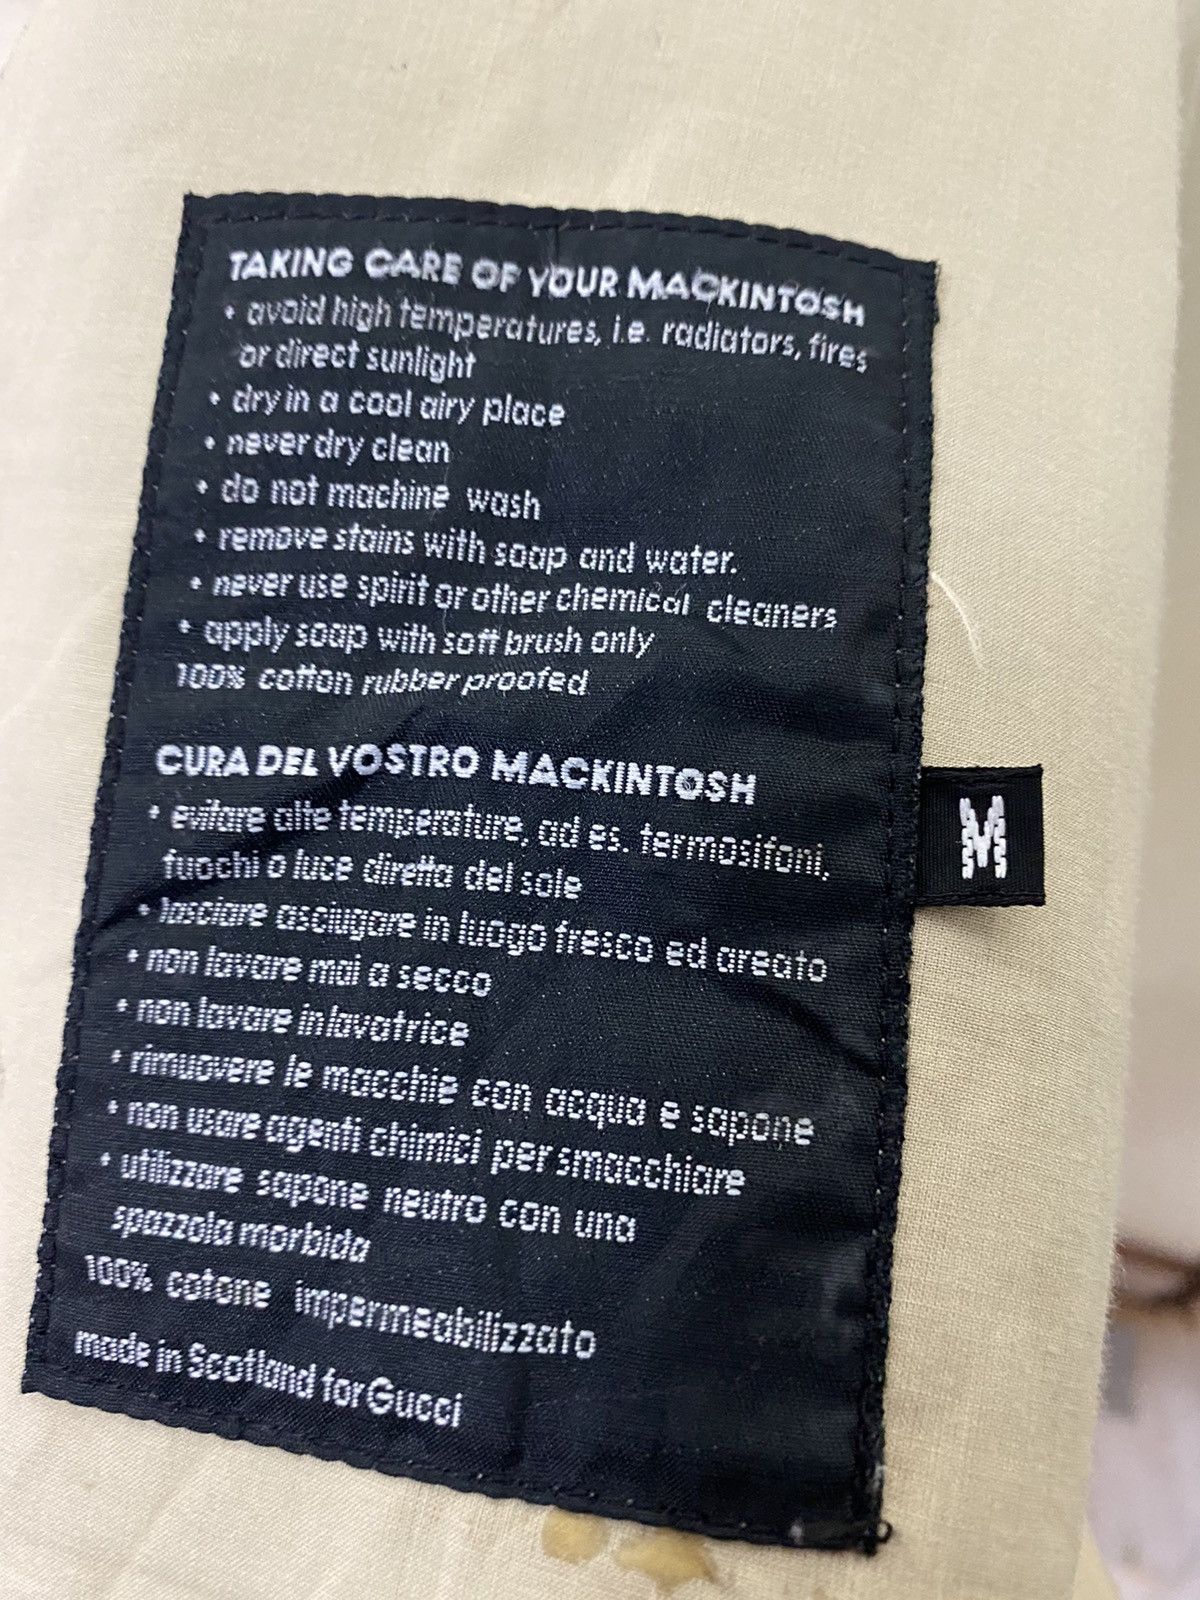 TAKING CARE OF YOUR MACKINTOSH
• avoid high temperatures, i.e. radiators, fires
or direct sunlight
• dry in a cool airy place
• never dry clean
• do not machine wash
• remove stains with soap and water.
• never use spirit or other chemical cleaners
• apply soap with soft brush only
100% cotton rubber proofed
CURA DEL VOSTRO MACKINTOSH
• evitare alte temperature, ad es. termosifoni,
fuochi o luce diretta del sole
• lasciare asciugare in luogo fresco ed areato
• non lavare mai a secco
• non lavare in lavatrice
• rimuovere le macchie con acqua e sapone
• non usare agenti chimici per smacchiare
• utilizzare sapone neutro con una
spazzola morbida
100% cotone impermeabilizzato
made in Scotland for Gucci
M